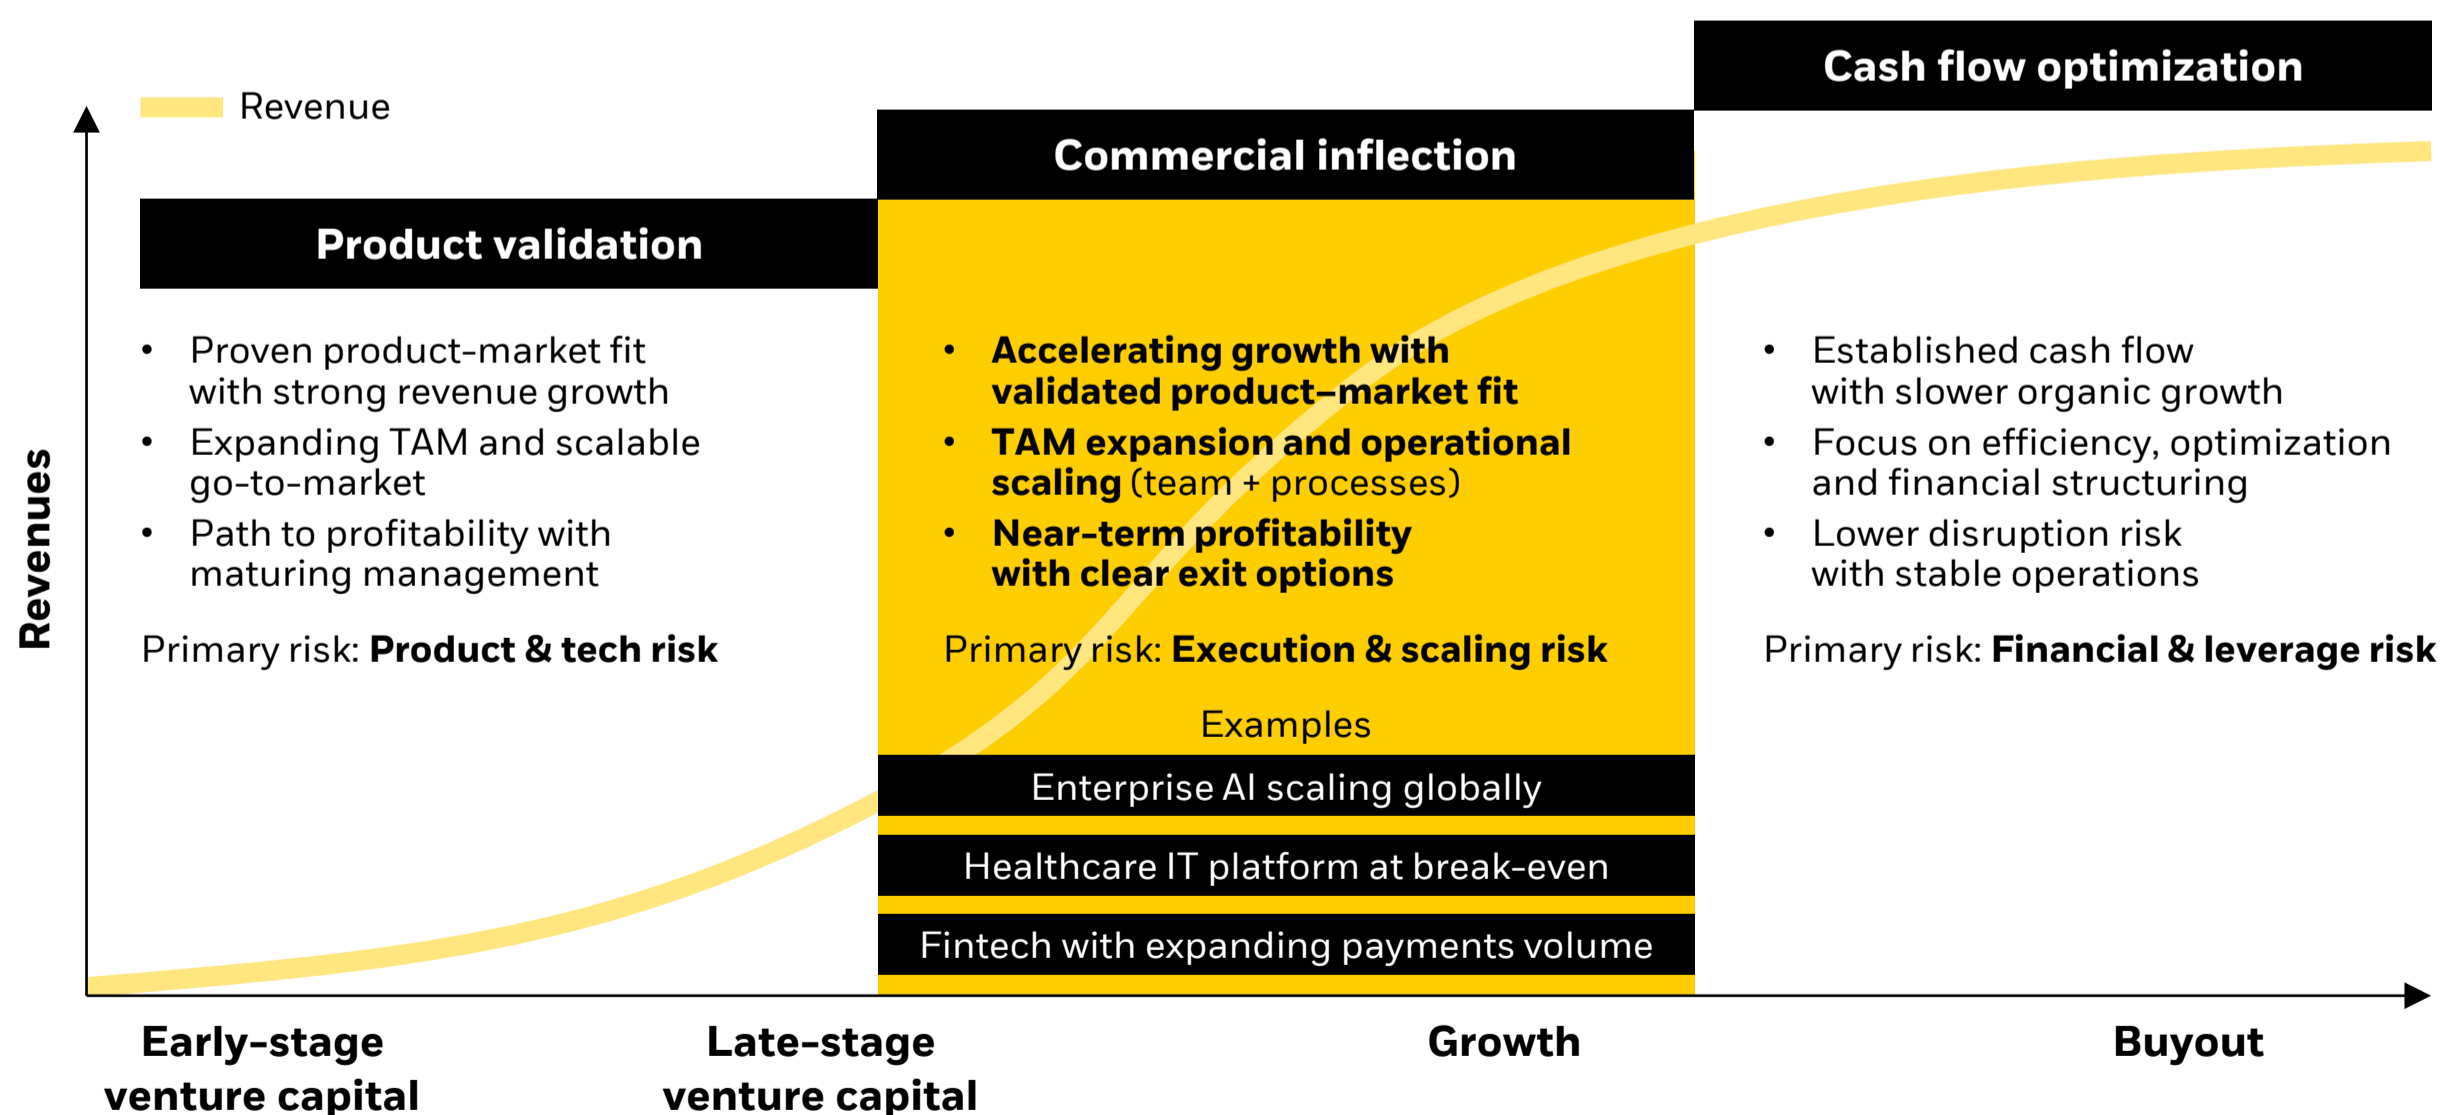 Revenue
Cash flow optimization
Commercial inflection
Product validation
• Proven product-market fit
with strong revenue growth
• Expanding TAM and scalable
go-to-market
• Path to profitability with
maturing management
Primary risk: Product & tech risk
• Accelerating growth with
validated product–market fit
• TAM expansion and operational
scaling (team + processes)
• Near-term profitability
with clear exit options
Primary risk: Execution & scaling risk
Examples
Enterprise AI scaling globally
Healthcare IT platform at break-even
Fintech with expanding payments volume
• Established cash flow
with slower organic growth
• Focus on efficiency, optimization
and financial structuring
• Lower disruption risk
with stable operations
Primary risk: Financial & leverage risk
Revenues
Early-stage
venture capital
Late-stage
venture capital
Growth
Buyout